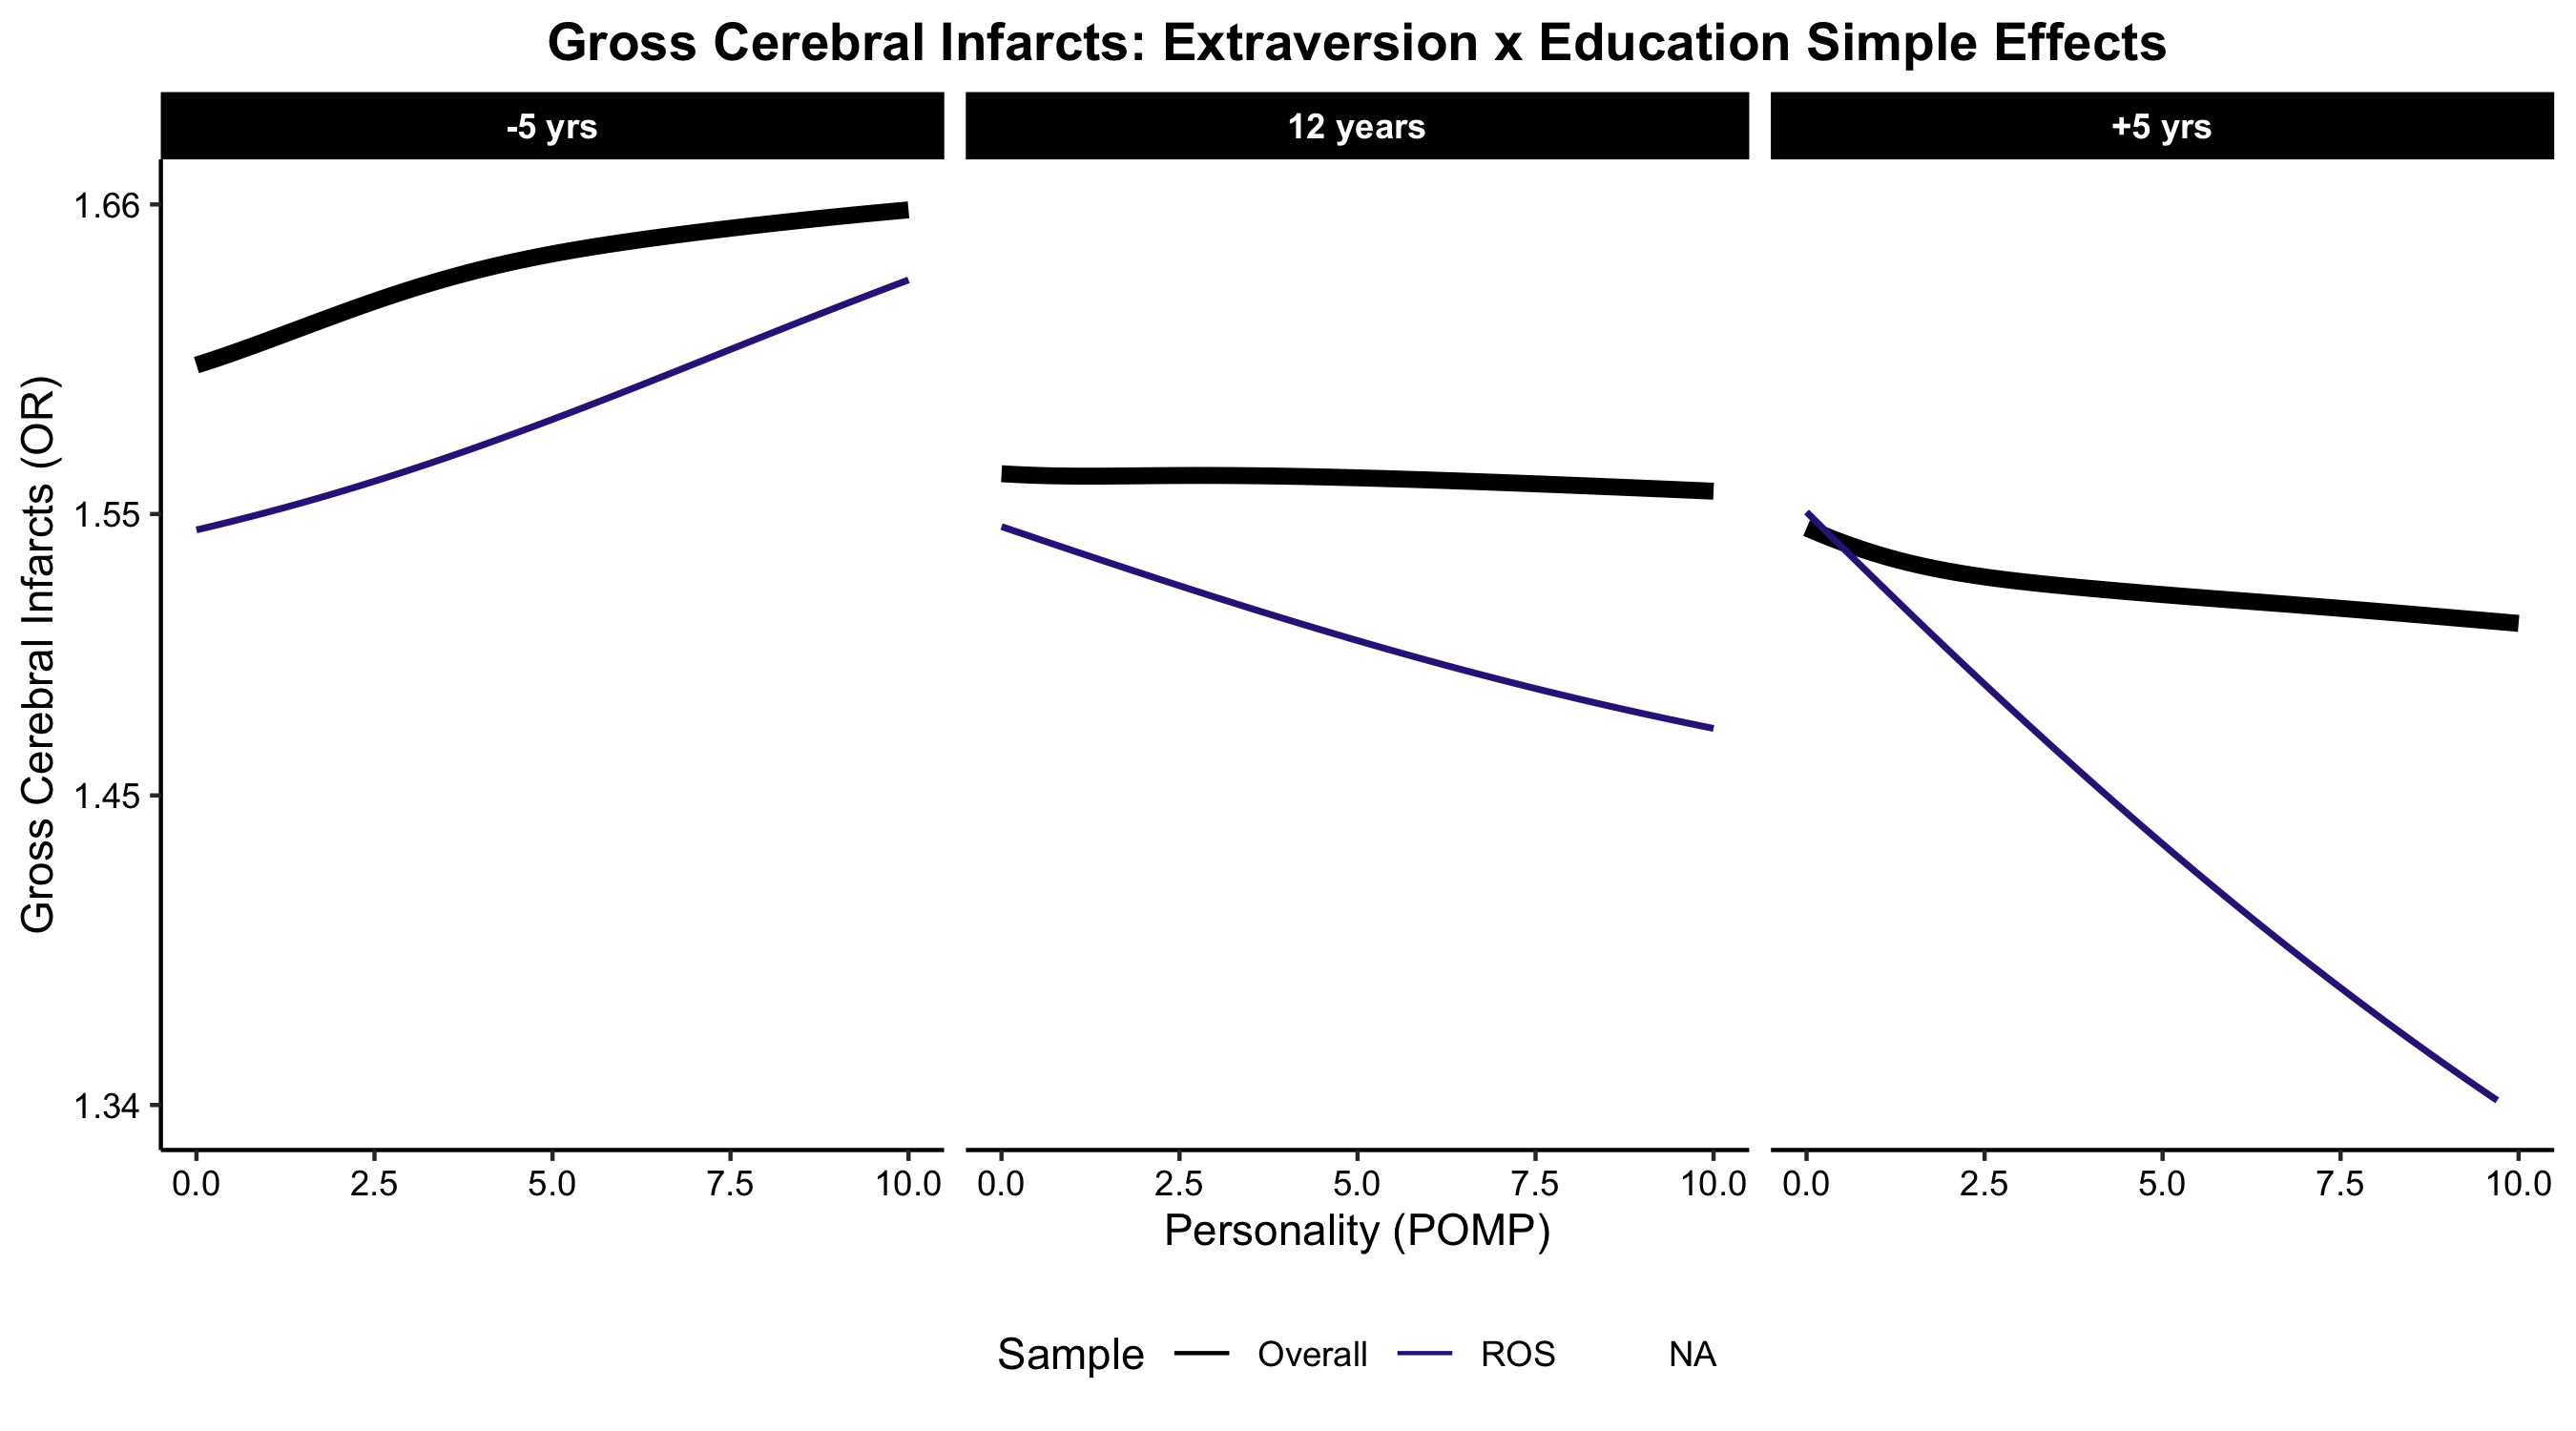 Gross Cerebral Infarcts: Extraversion x Education Simple Effects
-5 yrs
12 years
+5 yrs
Gross Cerebral Infarcts (OR)
1.66
1.55
1.45
1.34
0.0 2.5 5.0 7.5 10.0
0.0 2.5 5.0 7.5 10.0
0.0 2.5 5.0 7.5 10.0
Personality (POMP)
Sample Overall ROS NA